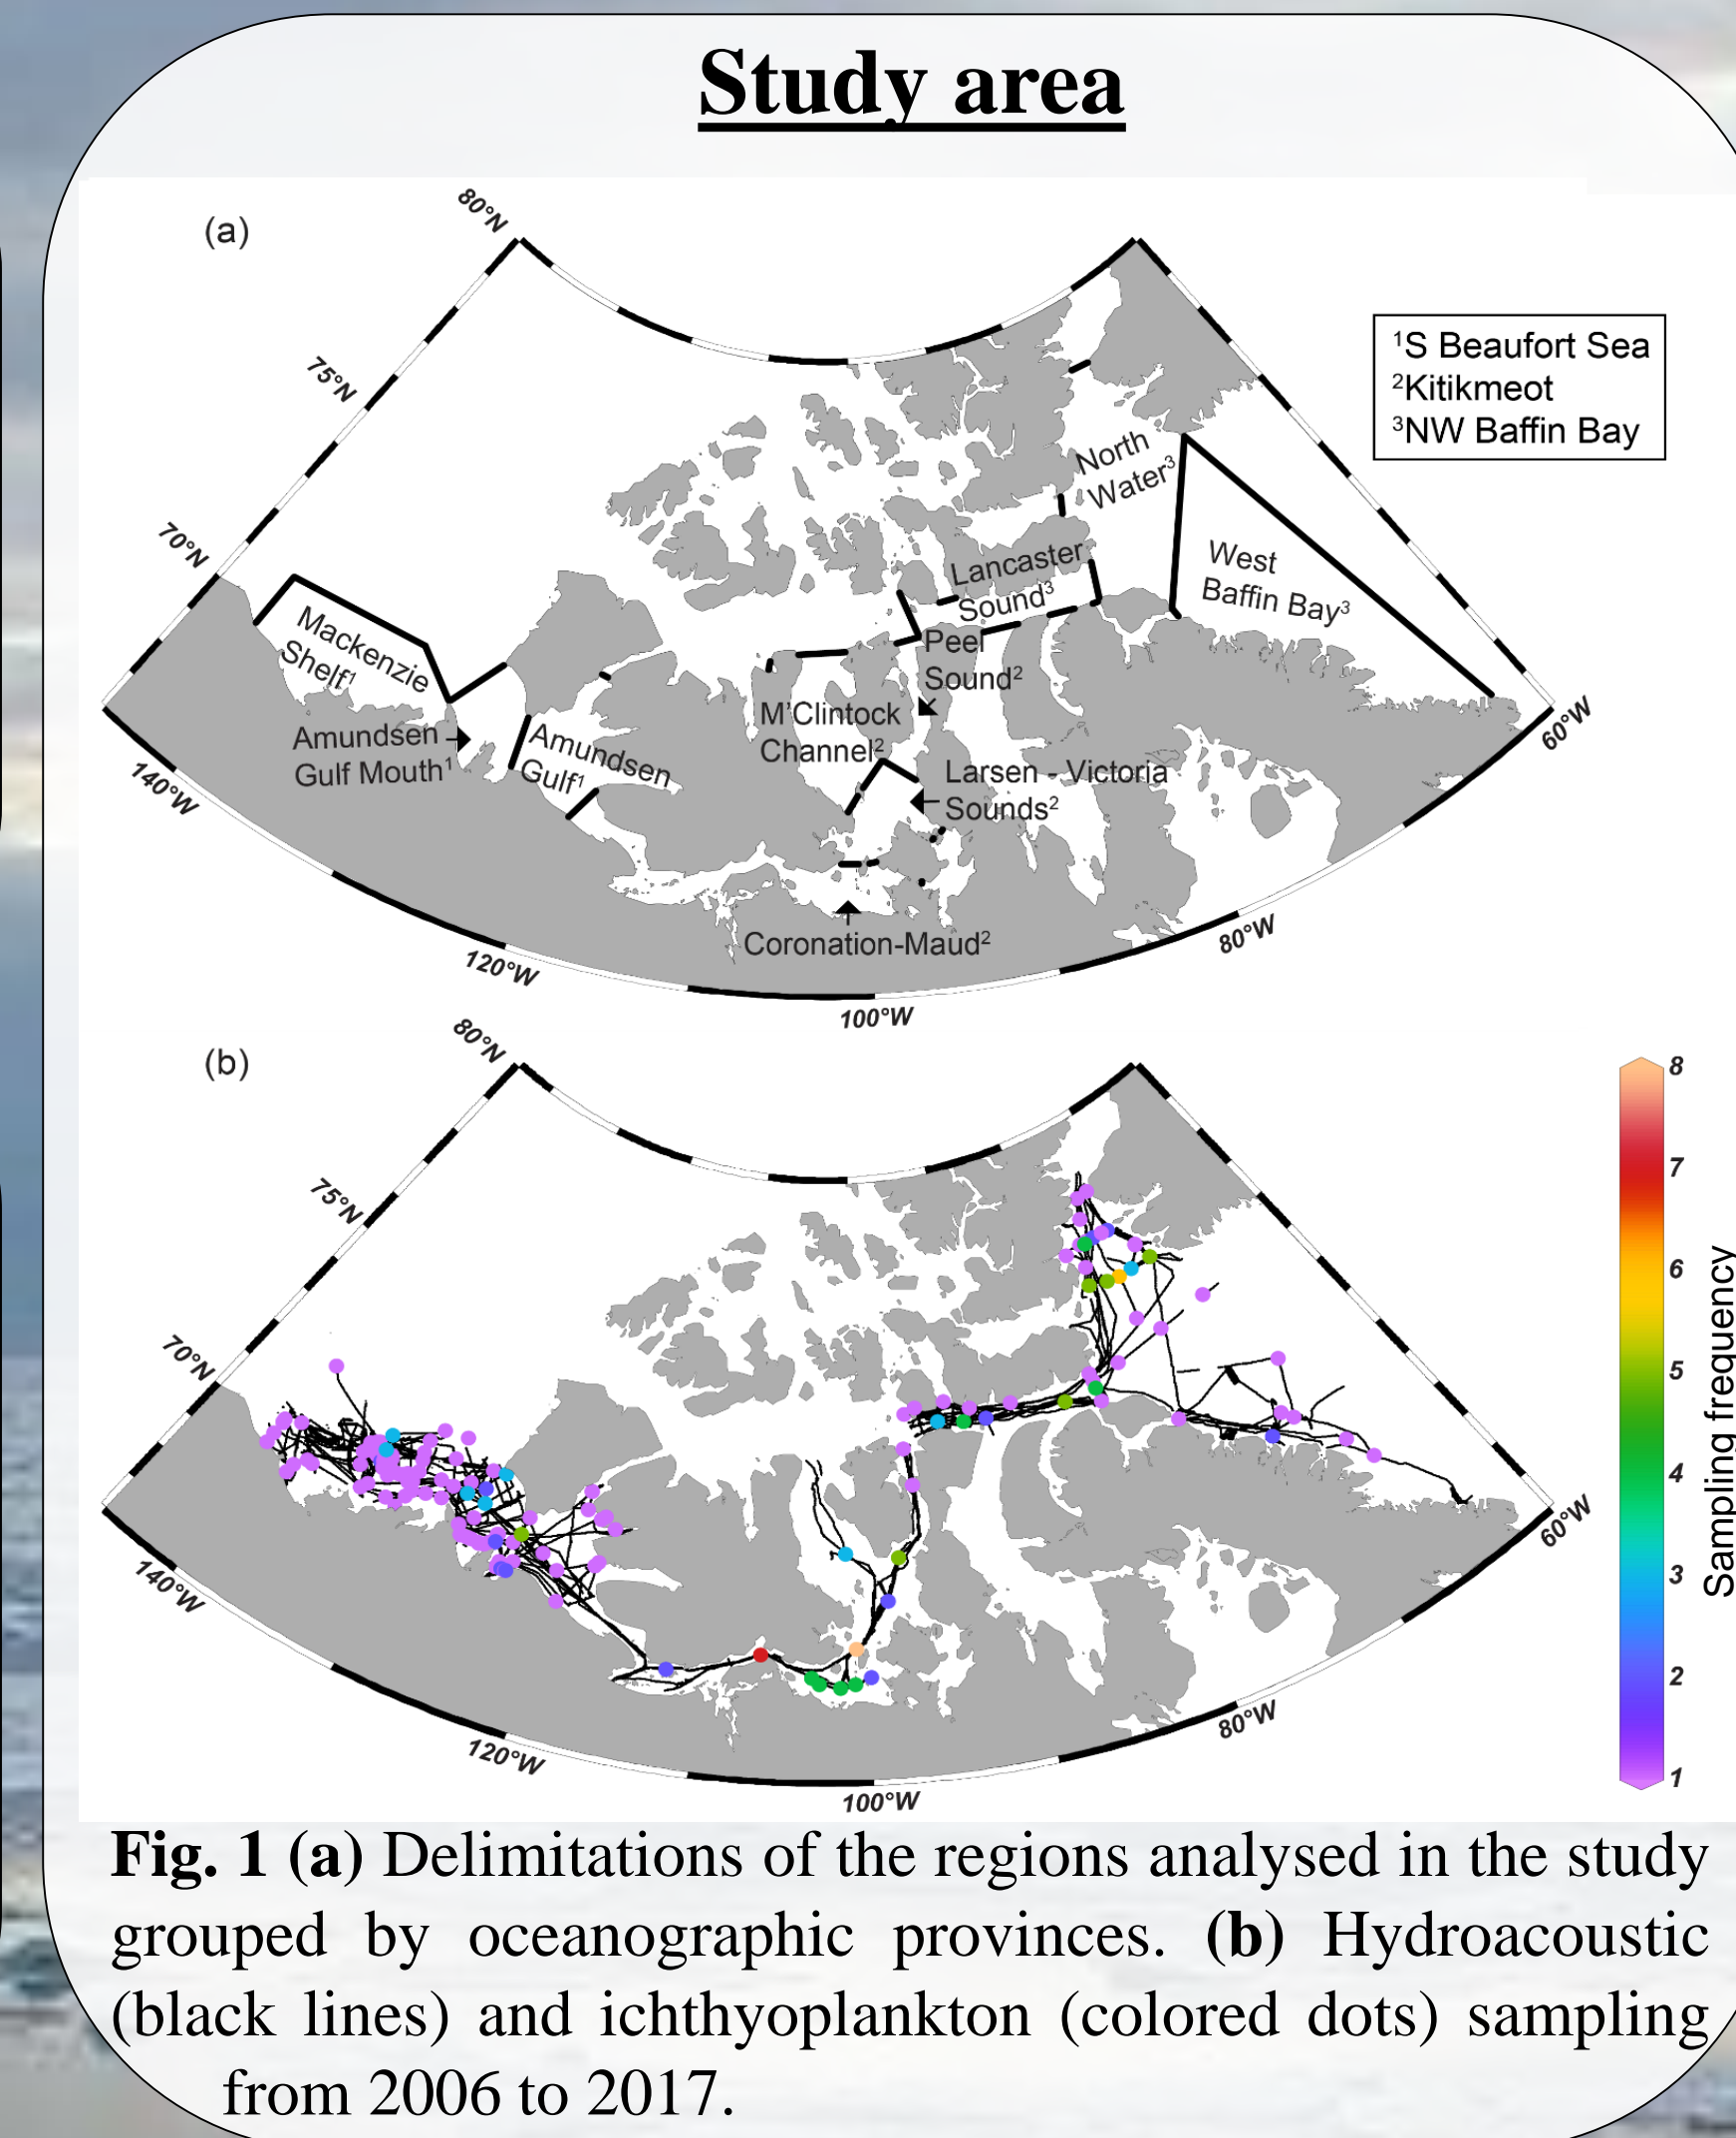 Study area
(a)
80°N
75°N
70°N
140°W
120°W
100°W
80°W
60°W
¹S Beaufort Sea
²Kitikmeot
³NW Baffin Bay
North
Water³
West
Baffin Bay³
Lancaster
Sound³
Peel
Sound²
Mackenzie
Shelf¹
Amundsen
Gulf Mouth¹
Amundsen
Gulf¹
M'Clintock
Channel²
Larsen - Victoria
Sounds²
Coronation-Maud²
(b)
80°N
75°N
70°N
140°W
120°W
100°W
80°W
60°W
8
7
6
5
4
3
2
1
Sampling frequency
Fig. 1 (a) Delimitations of the regions analysed in the study
grouped by oceanographic provinces. (b) Hydroacoustic
(black lines) and ichthyoplankton (colored dots) sampling
from 2006 to 2017.